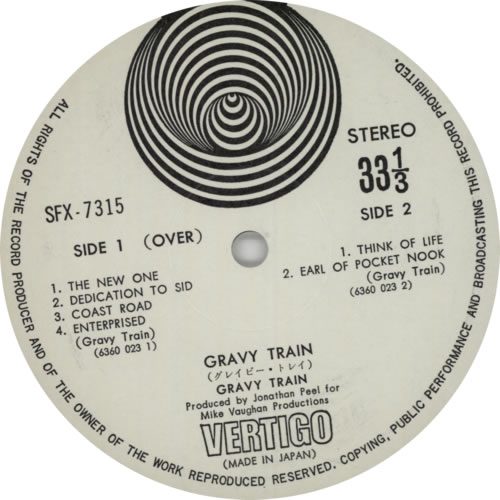 ALL RIGHTS OF THE RECORD PRODUCER AND OF THE OWNER OF THE WORK REPRODUCED RESERVED. COPYING, PUBLIC PERFORMANCE AND BROADCASTING THIS RECORD PROHIBITED.
STEREO
33 1/3
SFX-7315
SIDE 2
SIDE 1 (OVER)
1. THE NEW ONE
2. DEDICATION TO SID
3. COAST ROAD
4. ENTERPRISED
(Gravy Train)
(6360 023 1)
1. THINK OF LIFE
2. EARL OF POCKET NOOK
(Gravy Train)
(6360 023 2)
GRAVY TRAIN
(グレイビー・トレイ)
GRAVY TRAIN
Produced by Jonathan Peel for
Mike Vaughan Productions
VERTIGO
(MADE IN JAPAN)